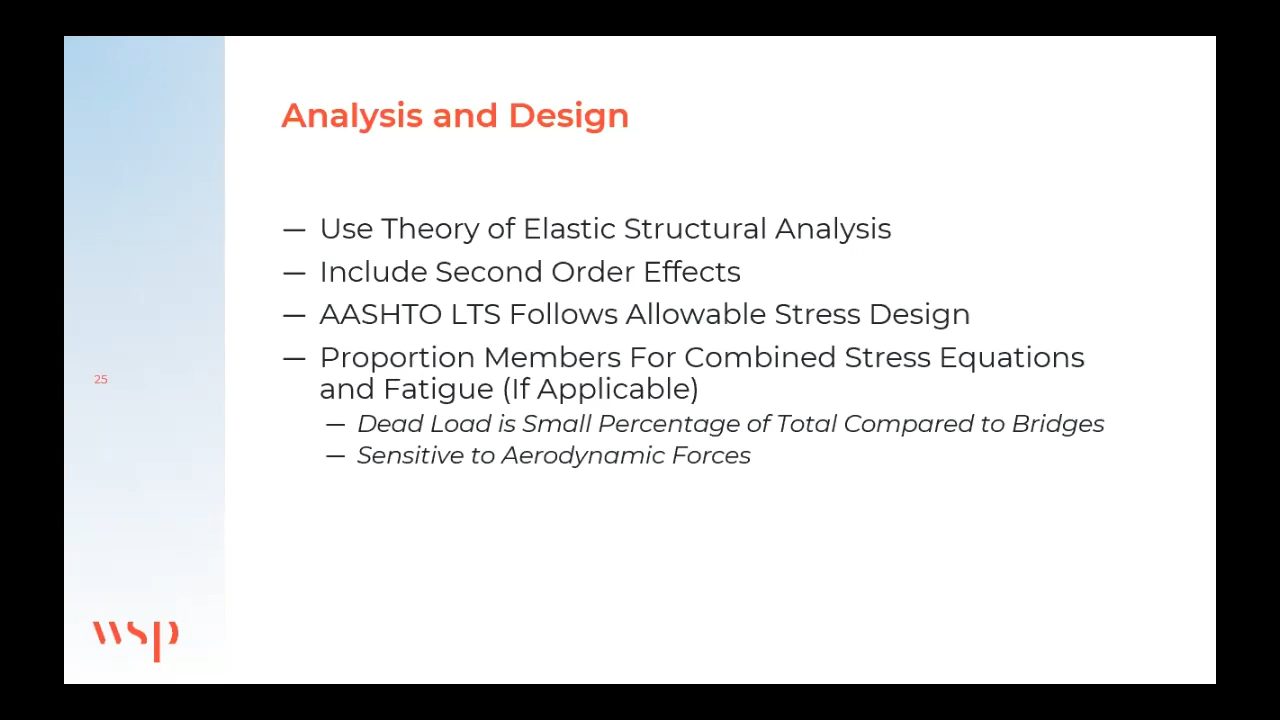 Analysis and Design
— Use Theory of Elastic Structural Analysis
— Include Second Order Effects
— AASHTO LTS Follows Allowable Stress Design
— Proportion Members For Combined Stress Equations
and Fatigue (If Applicable)
— Dead Load is Small Percentage of Total Compared to Bridges
— Sensitive to Aerodynamic Forces
25
wsp